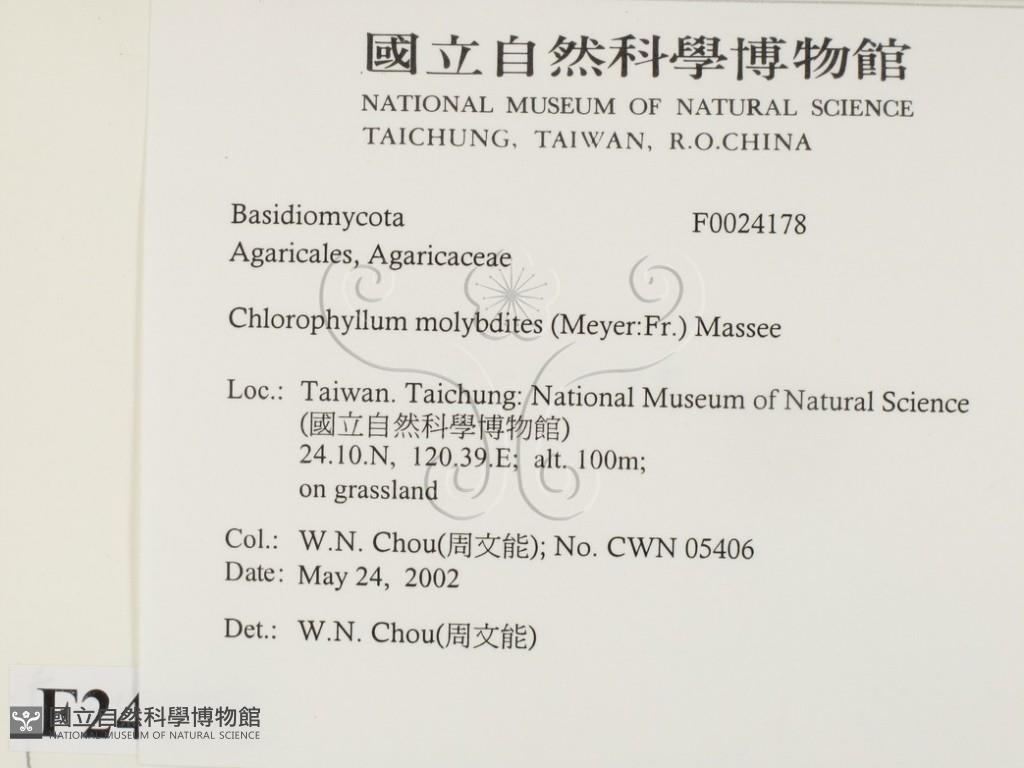 國立自然科學博物館
NATIONAL MUSEUM OF NATURAL SCIENCE
TAICHUNG, TAIWAN, R.O.CHINA
Basidiomycota F0024178
Agaricales, Agaricaceae
Chlorophyllum molybdites (Meyer:Fr.) Massee
Loc.: Taiwan. Taichung: National Museum of Natural Science
(國立自然科學博物館)
24.10.N, 120.39.E; alt. 100m;
on grassland
Col.: W.N. Chou(周文能); No. CWN 05406
Date: May 24, 2002
Det.: W.N. Chou(周文能)
F24
國立自然科學博物館
NATIONAL MUSEUM OF NATURAL SCIENCE